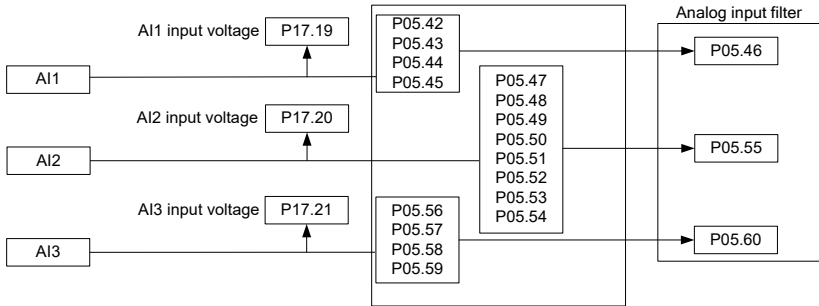 Analog input filter
AI1 input voltage
P17.19
P05.42
P05.43
P05.44
P05.45
P05.46
AI1
AI2 input voltage
P17.20
P05.47
P05.48
P05.49
P05.50
P05.51
P05.52
P05.53
P05.54
P05.55
AI2
AI3 input voltage
P17.21
P05.56
P05.57
P05.58
P05.59
P05.60
AI3